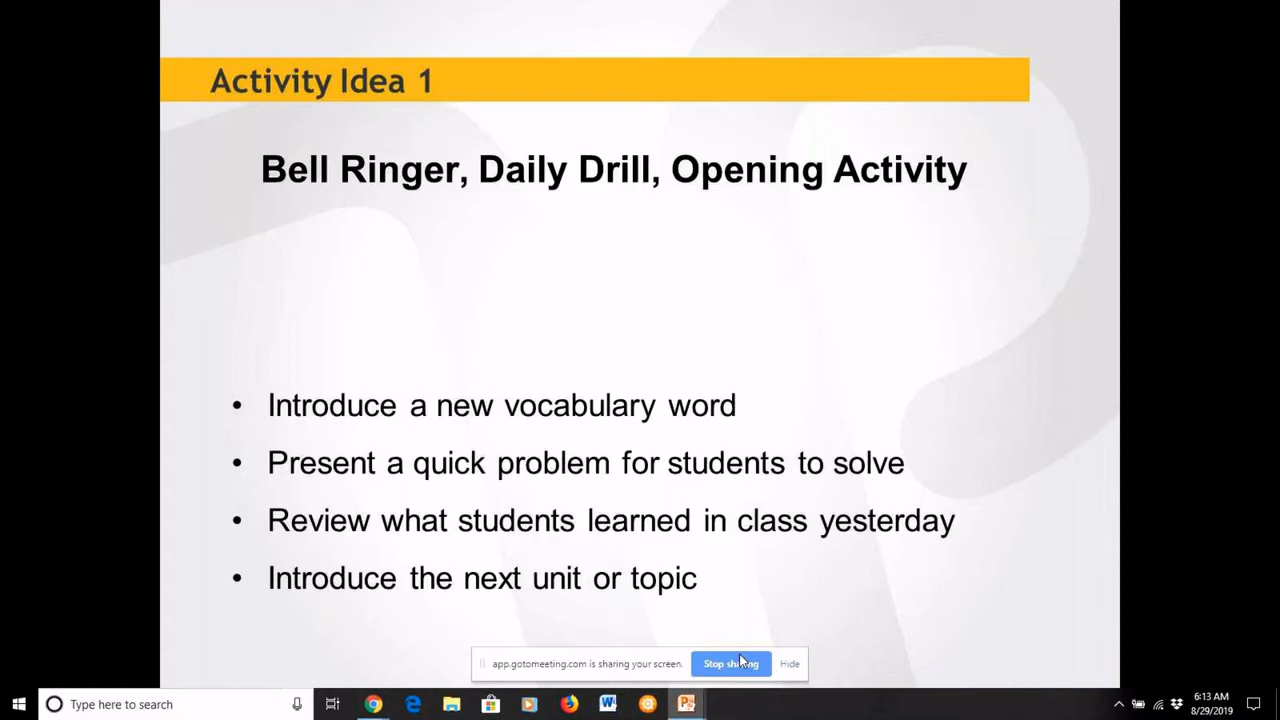 Activity Idea 1
Bell Ringer, Daily Drill, Opening Activity
• Introduce a new vocabulary word
• Present a quick problem for students to solve
• Review what students learned in class yesterday
• Introduce the next unit or topic
app.gotomeeting.com is sharing your screen. Stop sharing Hide
Type here to search
6:13 AM
8/29/2019